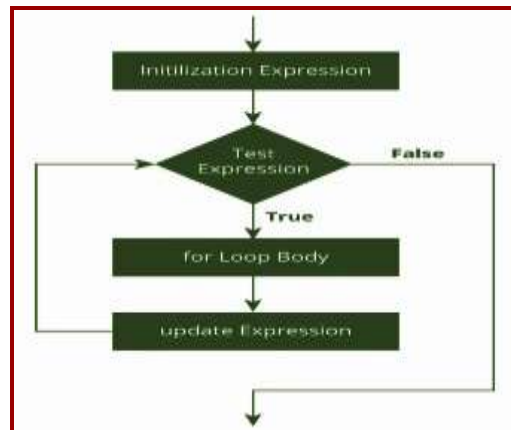 Initilization Expression
Test
Expression
False
True
for Loop Body
update Expression